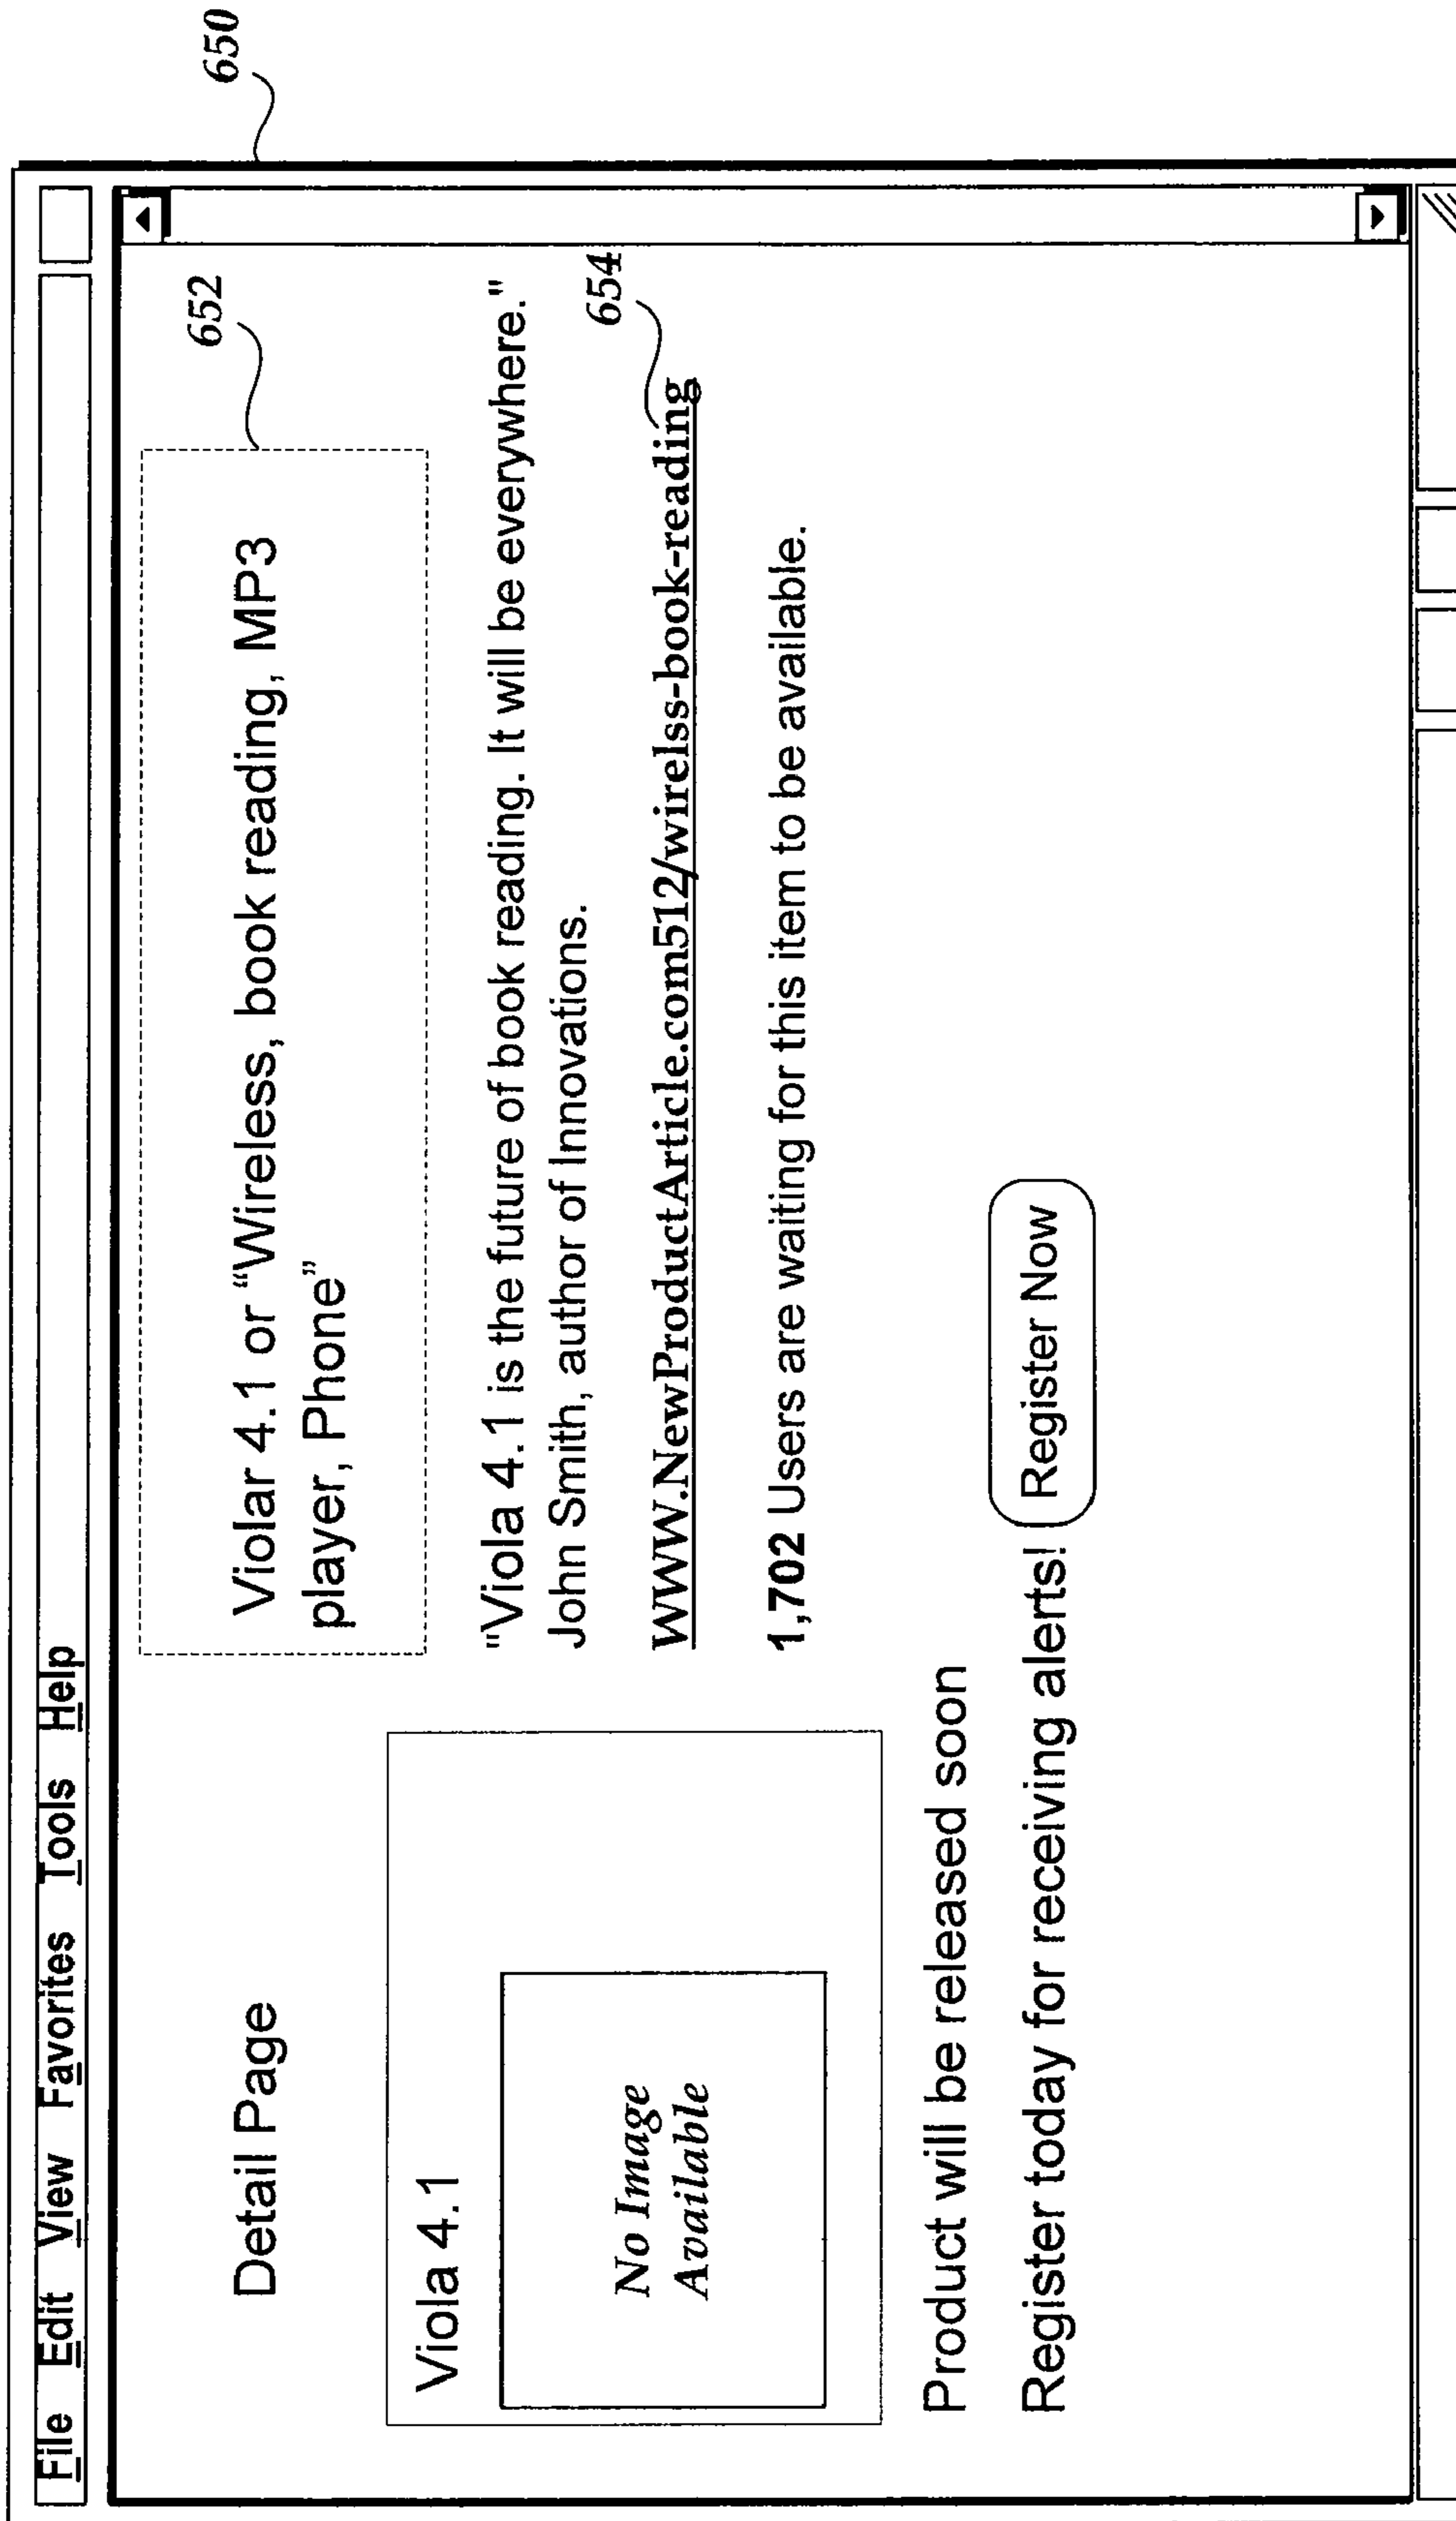 650
File Edit View Favorites Tools Help
Detail Page
652
Violar 4.1 or “Wireless, book reading, MP3
player, Phone”
Viola 4.1
No Image
Available
"Viola 4.1 is the future of book reading. It will be everywhere."
John Smith, author of Innovations.
654
WWW.NewProductArticle.com512/wirelss-book-reading
1,702 Users are waiting for this item to be available.
Product will be released soon
Register today for receiving alerts! Register Now